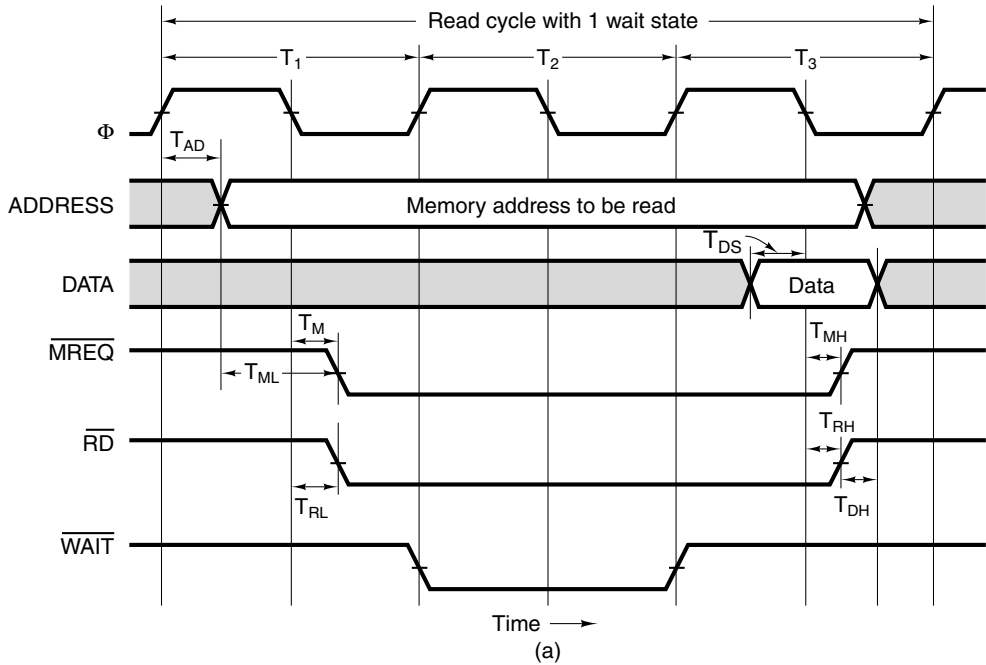 Read cycle with 1 wait state
T1 T2 T3
Φ
TAD
ADDRESS Memory address to be read
TDS
DATA Data
TM TMH
MREQ
TML
TRH
RD
TRL TDH
WAIT
Time
(a)